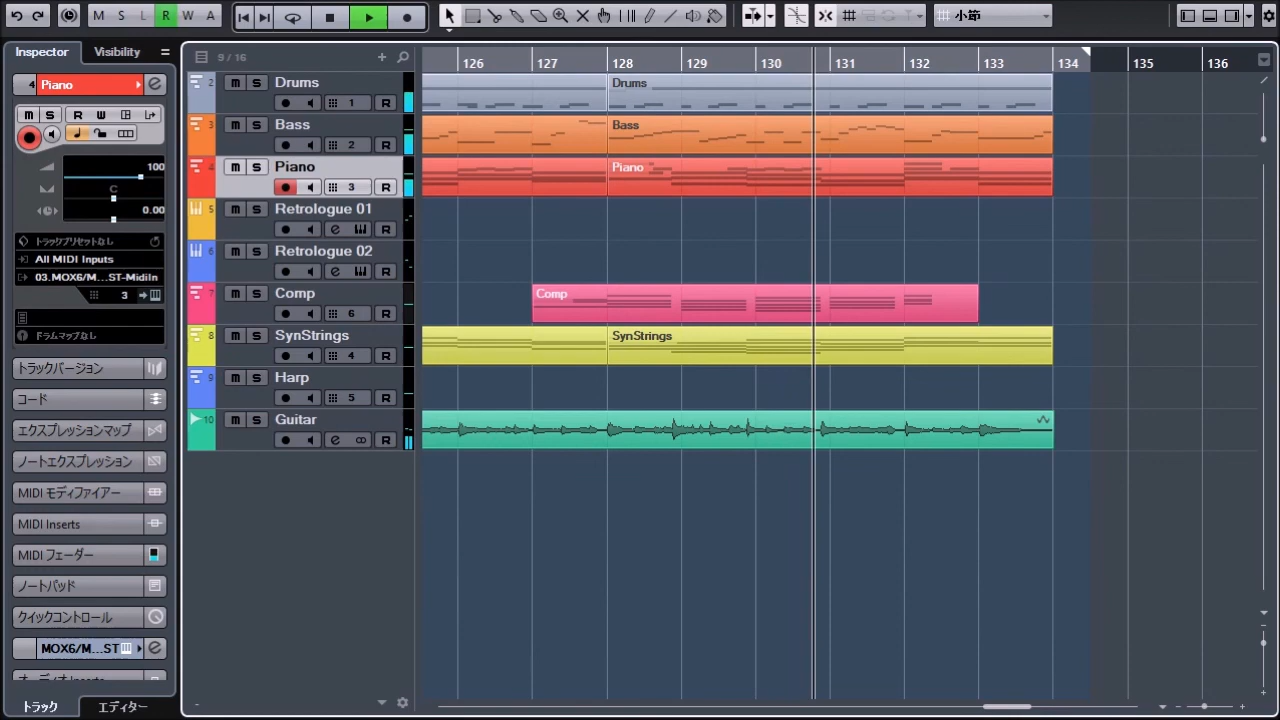 M S L R W A
小節
Inspector Visibility
9 / 16
126 127 128 129 130 131 132 133 134 135 136
4 Piano
M S R W
100
C
0.00
トラックプリセットなし
All MIDI Inputs
03.MOX6/M...ST-MidiIn
3
ドラムマップなし
トラックバージョン
コード
エクスプレッションマップ
ノートエクスプレッション
MIDI モディファイアー
MIDI Inserts
MIDI フェーダー
ノートパッド
クイックコントロール
MOX6/M...ST
オーディオ Inserts
トラック エディター
2 m S Drums
1 R
3 m S Bass
2 R
4 m S Piano
3 R
5 m S Retrologue 01
e R
6 m S Retrologue 02
e R
7 m S Comp
6 R
8 m S SynStrings
4 R
9 m S Harp
5 R
10 m S Guitar
e R
Drums
Bass
Piano
Comp
SynStrings